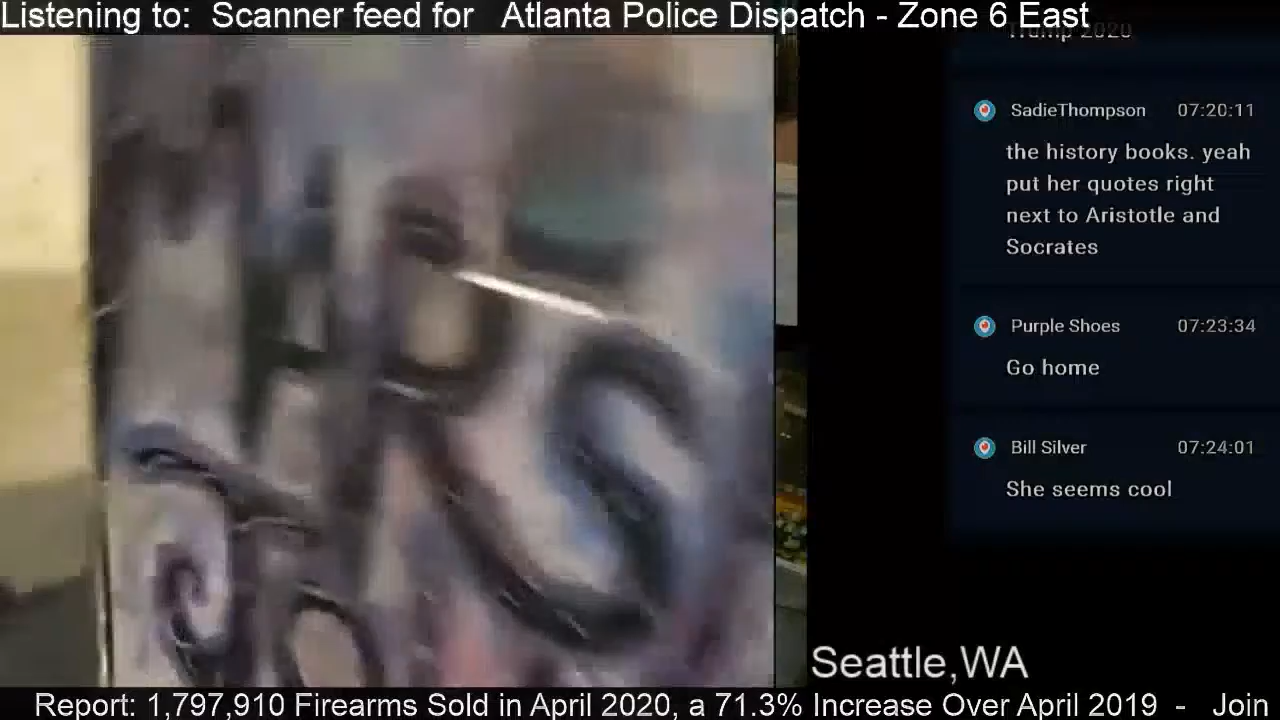 Listening to:  Scanner feed for   Atlanta Police Dispatch - Zone 6 East
Trump 2020
SadieThompson 07:20:11
the history books. yeah
put her quotes right
next to Aristotle and
Socrates
Purple Shoes 07:23:34
Go home
Bill Silver 07:24:01
She seems cool
Seattle,WA
Report: 1,797,910 Firearms Sold in April 2020, a 71.3% Increase Over April 2019  -   Join